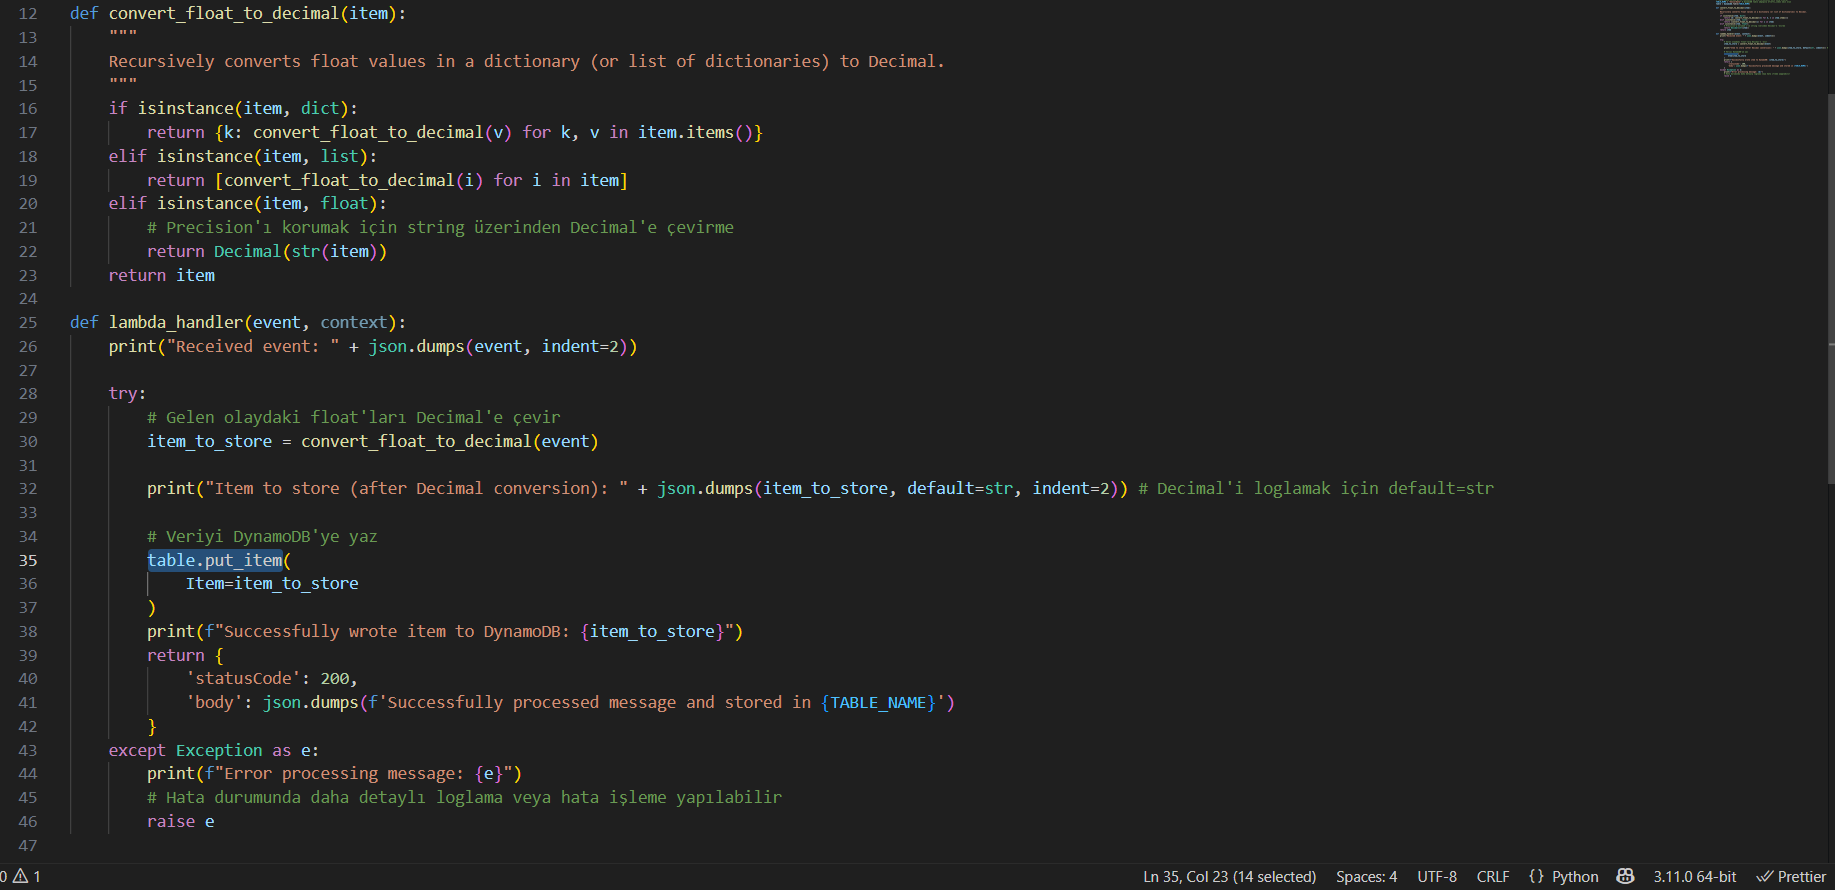 12 def convert_float_to_decimal(item):
13     """
14     Recursively converts float values in a dictionary (or list of dictionaries) to Decimal.
15     """
16     if isinstance(item, dict):
17         return {k: convert_float_to_decimal(v) for k, v in item.items()}
18     elif isinstance(item, list):
19         return [convert_float_to_decimal(i) for i in item]
20     elif isinstance(item, float):
21         # Precision'ı korumak için string üzerinden Decimal'e çevirme
22         return Decimal(str(item))
23     return item
24
25 def lambda_handler(event, context):
26     print("Received event: " + json.dumps(event, indent=2))
27
28     try:
29         # Gelen olaydaki float'ları Decimal'e çevir
30         item_to_store = convert_float_to_decimal(event)
31
32         print("Item to store (after Decimal conversion): " + json.dumps(item_to_store, default=str, indent=2)) # Decimal'i loglamak için default=str
33
34         # Veriyi DynamoDB'ye yaz
35         table.put_item(
36             Item=item_to_store
37         )
38         print(f"Successfully wrote item to DynamoDB: {item_to_store}")
39         return {
40             'statusCode': 200,
41             'body': json.dumps(f'Successfully processed message and stored in {TABLE_NAME}')
42         }
43     except Exception as e:
44         print(f"Error processing message: {e}")
45         # Hata durumunda daha detaylı loglama veya hata işleme yapılabilir
46         raise e
47
0 1 Ln 35, Col 23 (14 selected) Spaces: 4 UTF-8 CRLF {} Python 3.11.0 64-bit Prettier